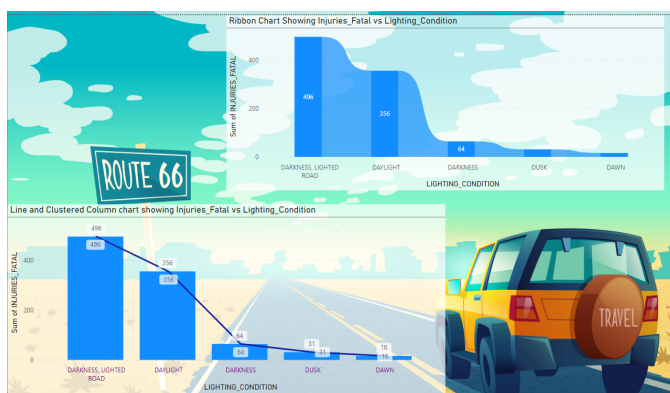 Ribbon Chart Showing Injuries_Fatal vs Lighting_Condition
Sum of INJURIES_FATAL
400
200
0
496
356
64
DARKNESS, LIGHTED
ROAD
DAYLIGHT
DARKNESS
DUSK
DAWN
LIGHTING_CONDITION
ROUTE 66
Line and Clustered Column chart showing Injuries_Fatal vs Lighting_Condition
Sum of INJURIES_FATAL
400
200
0
496
496
356
356
64
64
31
31
16
16
DARKNESS, LIGHTED
ROAD
DAYLIGHT
DARKNESS
DUSK
DAWN
LIGHTING_CONDITION
TRAVEL